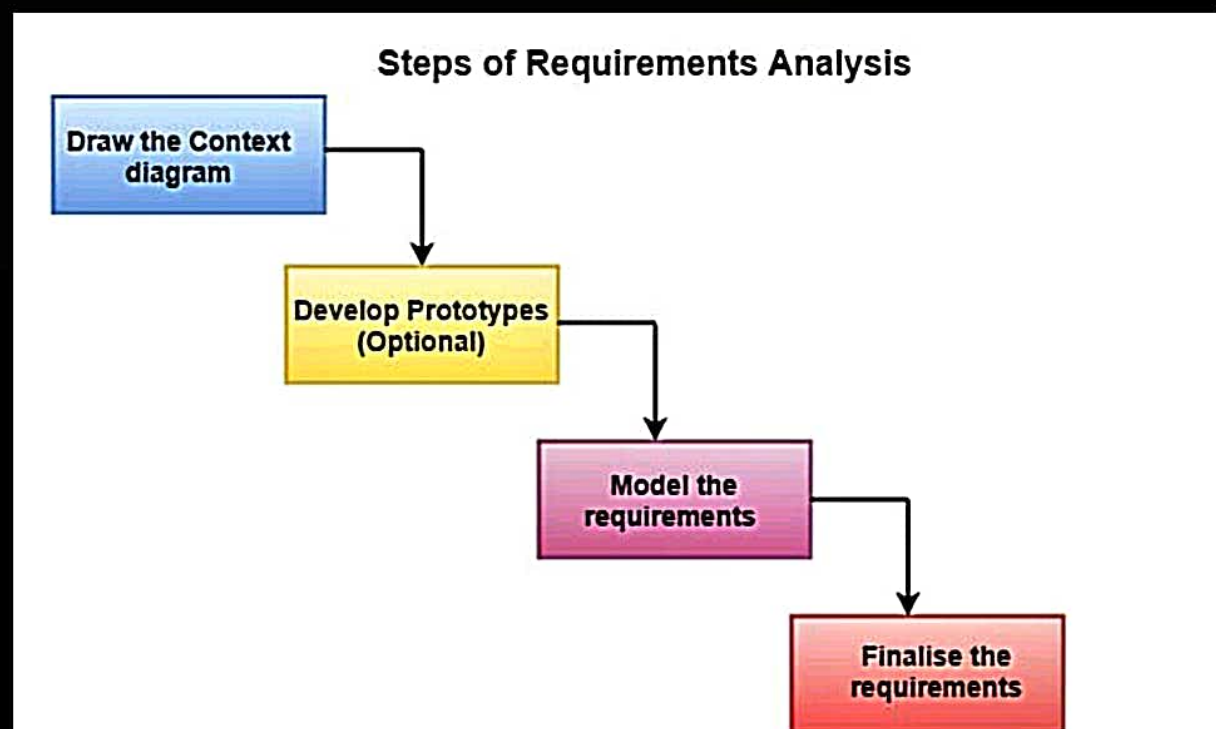 Steps of Requirements Analysis
Draw the Context
diagram
Develop Prototypes
(Optional)
Model the
requirements
Finalise the
requirements